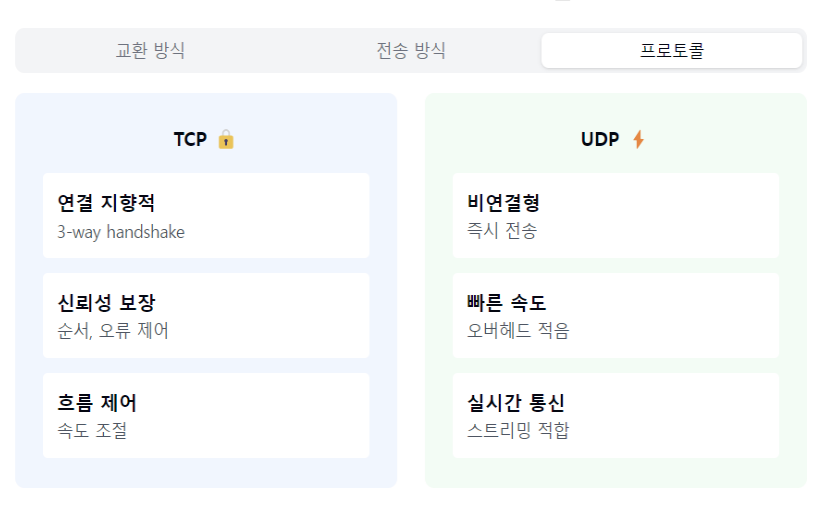 교환 방식
전송 방식
프로토콜
TCP 🔒
연결 지향적
3-way handshake
신뢰성 보장
순서, 오류 제어
흐름 제어
속도 조절
UDP ⚡
비연결형
즉시 전송
빠른 속도
오버헤드 적음
실시간 통신
스트리밍 적합